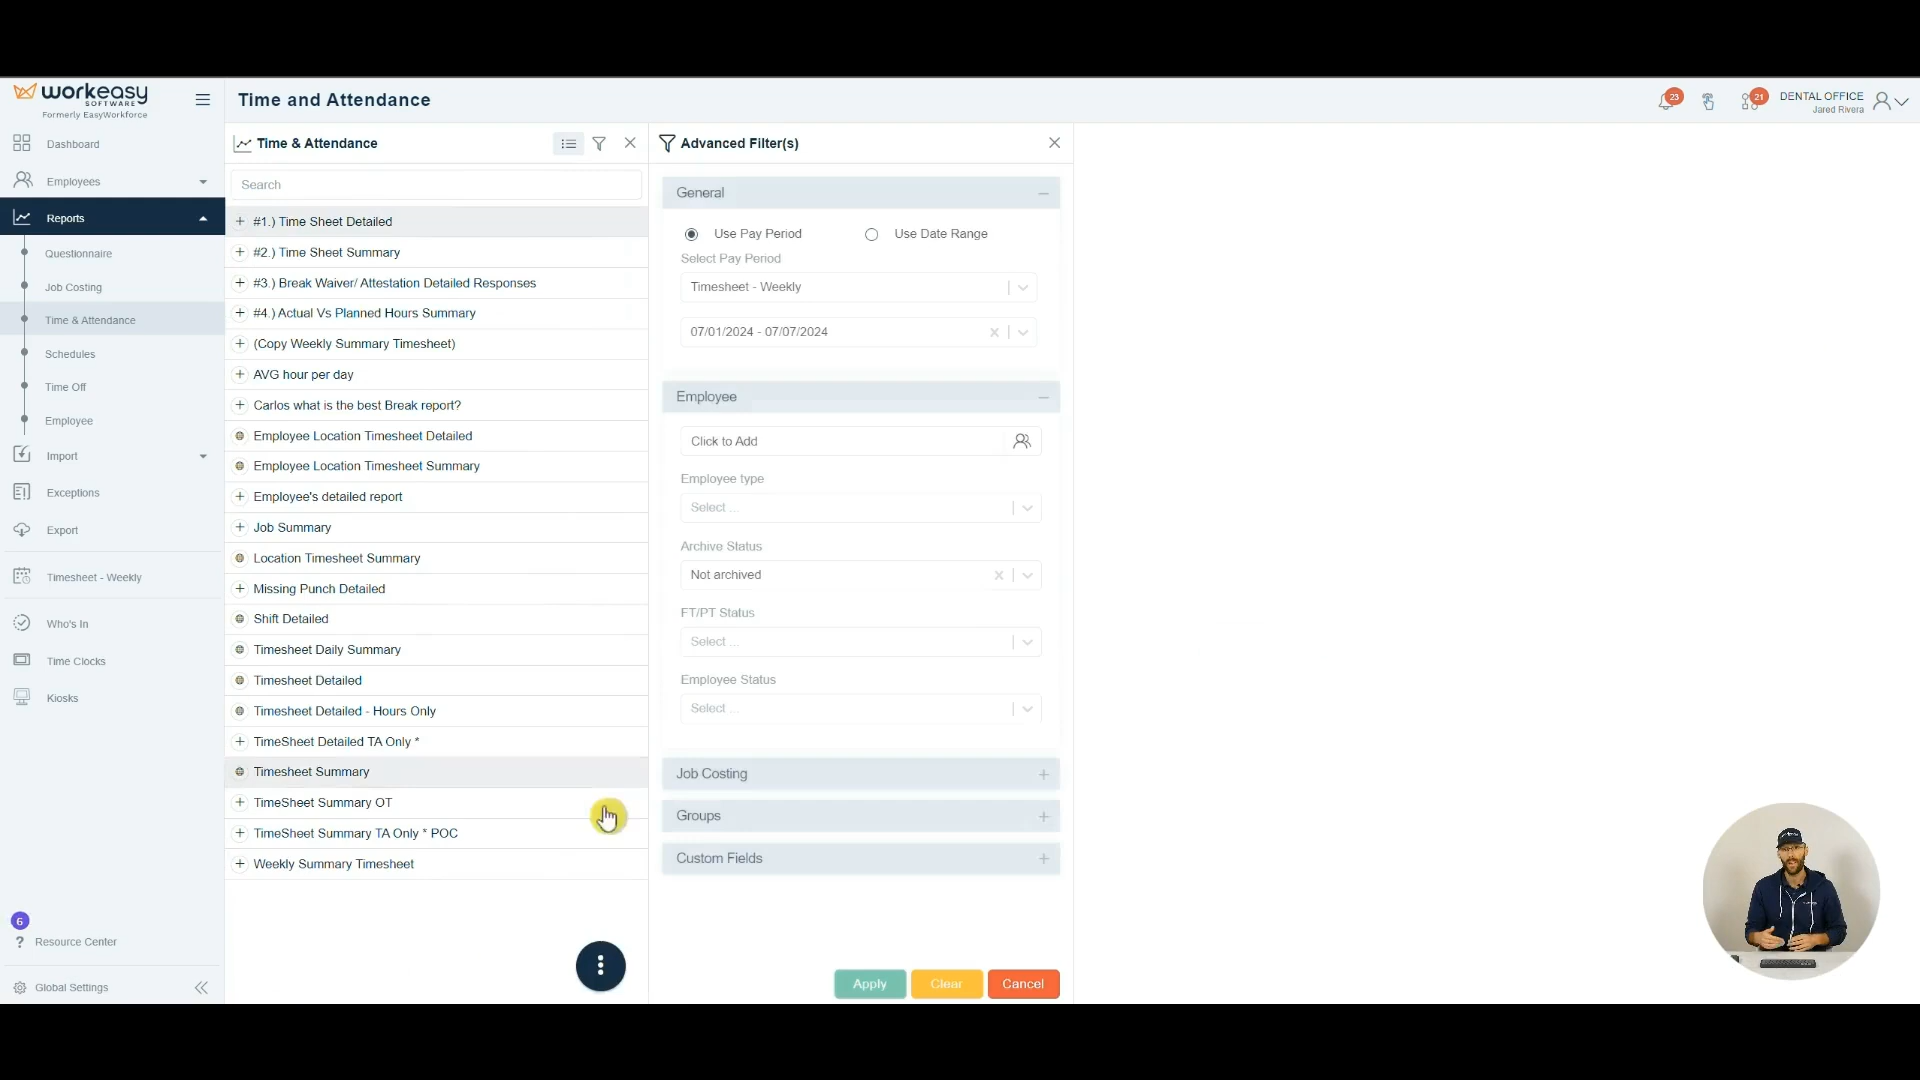 workeasy
SOFTWARE
Formerly EasyWorkforce
Time and Attendance
23
21
DENTAL OFFICE
Jared Rivera
Dashboard
Employees
Reports
Questionnaire
Job Costing
Time & Attendance
Schedules
Time Off
Employee
Import
Exceptions
Export
Timesheet - Weekly
Who's In
Time Clocks
Kiosks
6
? Resource Center
Global Settings
Time & Attendance
Search
#1.) Time Sheet Detailed
#2.) Time Sheet Summary
#3.) Break Waiver/ Attestation Detailed Responses
#4.) Actual Vs Planned Hours Summary
(Copy Weekly Summary Timesheet)
AVG hour per day
Carlos what is the best Break report?
Employee Location Timesheet Detailed
Employee Location Timesheet Summary
Employee's detailed report
Job Summary
Location Timesheet Summary
Missing Punch Detailed
Shift Detailed
Timesheet Daily Summary
Timesheet Detailed
Timesheet Detailed - Hours Only
TimeSheet Detailed TA Only *
Timesheet Summary
TimeSheet Summary OT
TimeSheet Summary TA Only * POC
Weekly Summary Timesheet
Advanced Filter(s)
General
Use Pay Period
Use Date Range
Select Pay Period
Timesheet - Weekly
07/01/2024 - 07/07/2024
Employee
Click to Add
Employee type
Select ...
Archive Status
Not archived
FT/PT Status
Select ...
Employee Status
Select ...
Job Costing
Groups
Custom Fields
Apply
Clear
Cancel